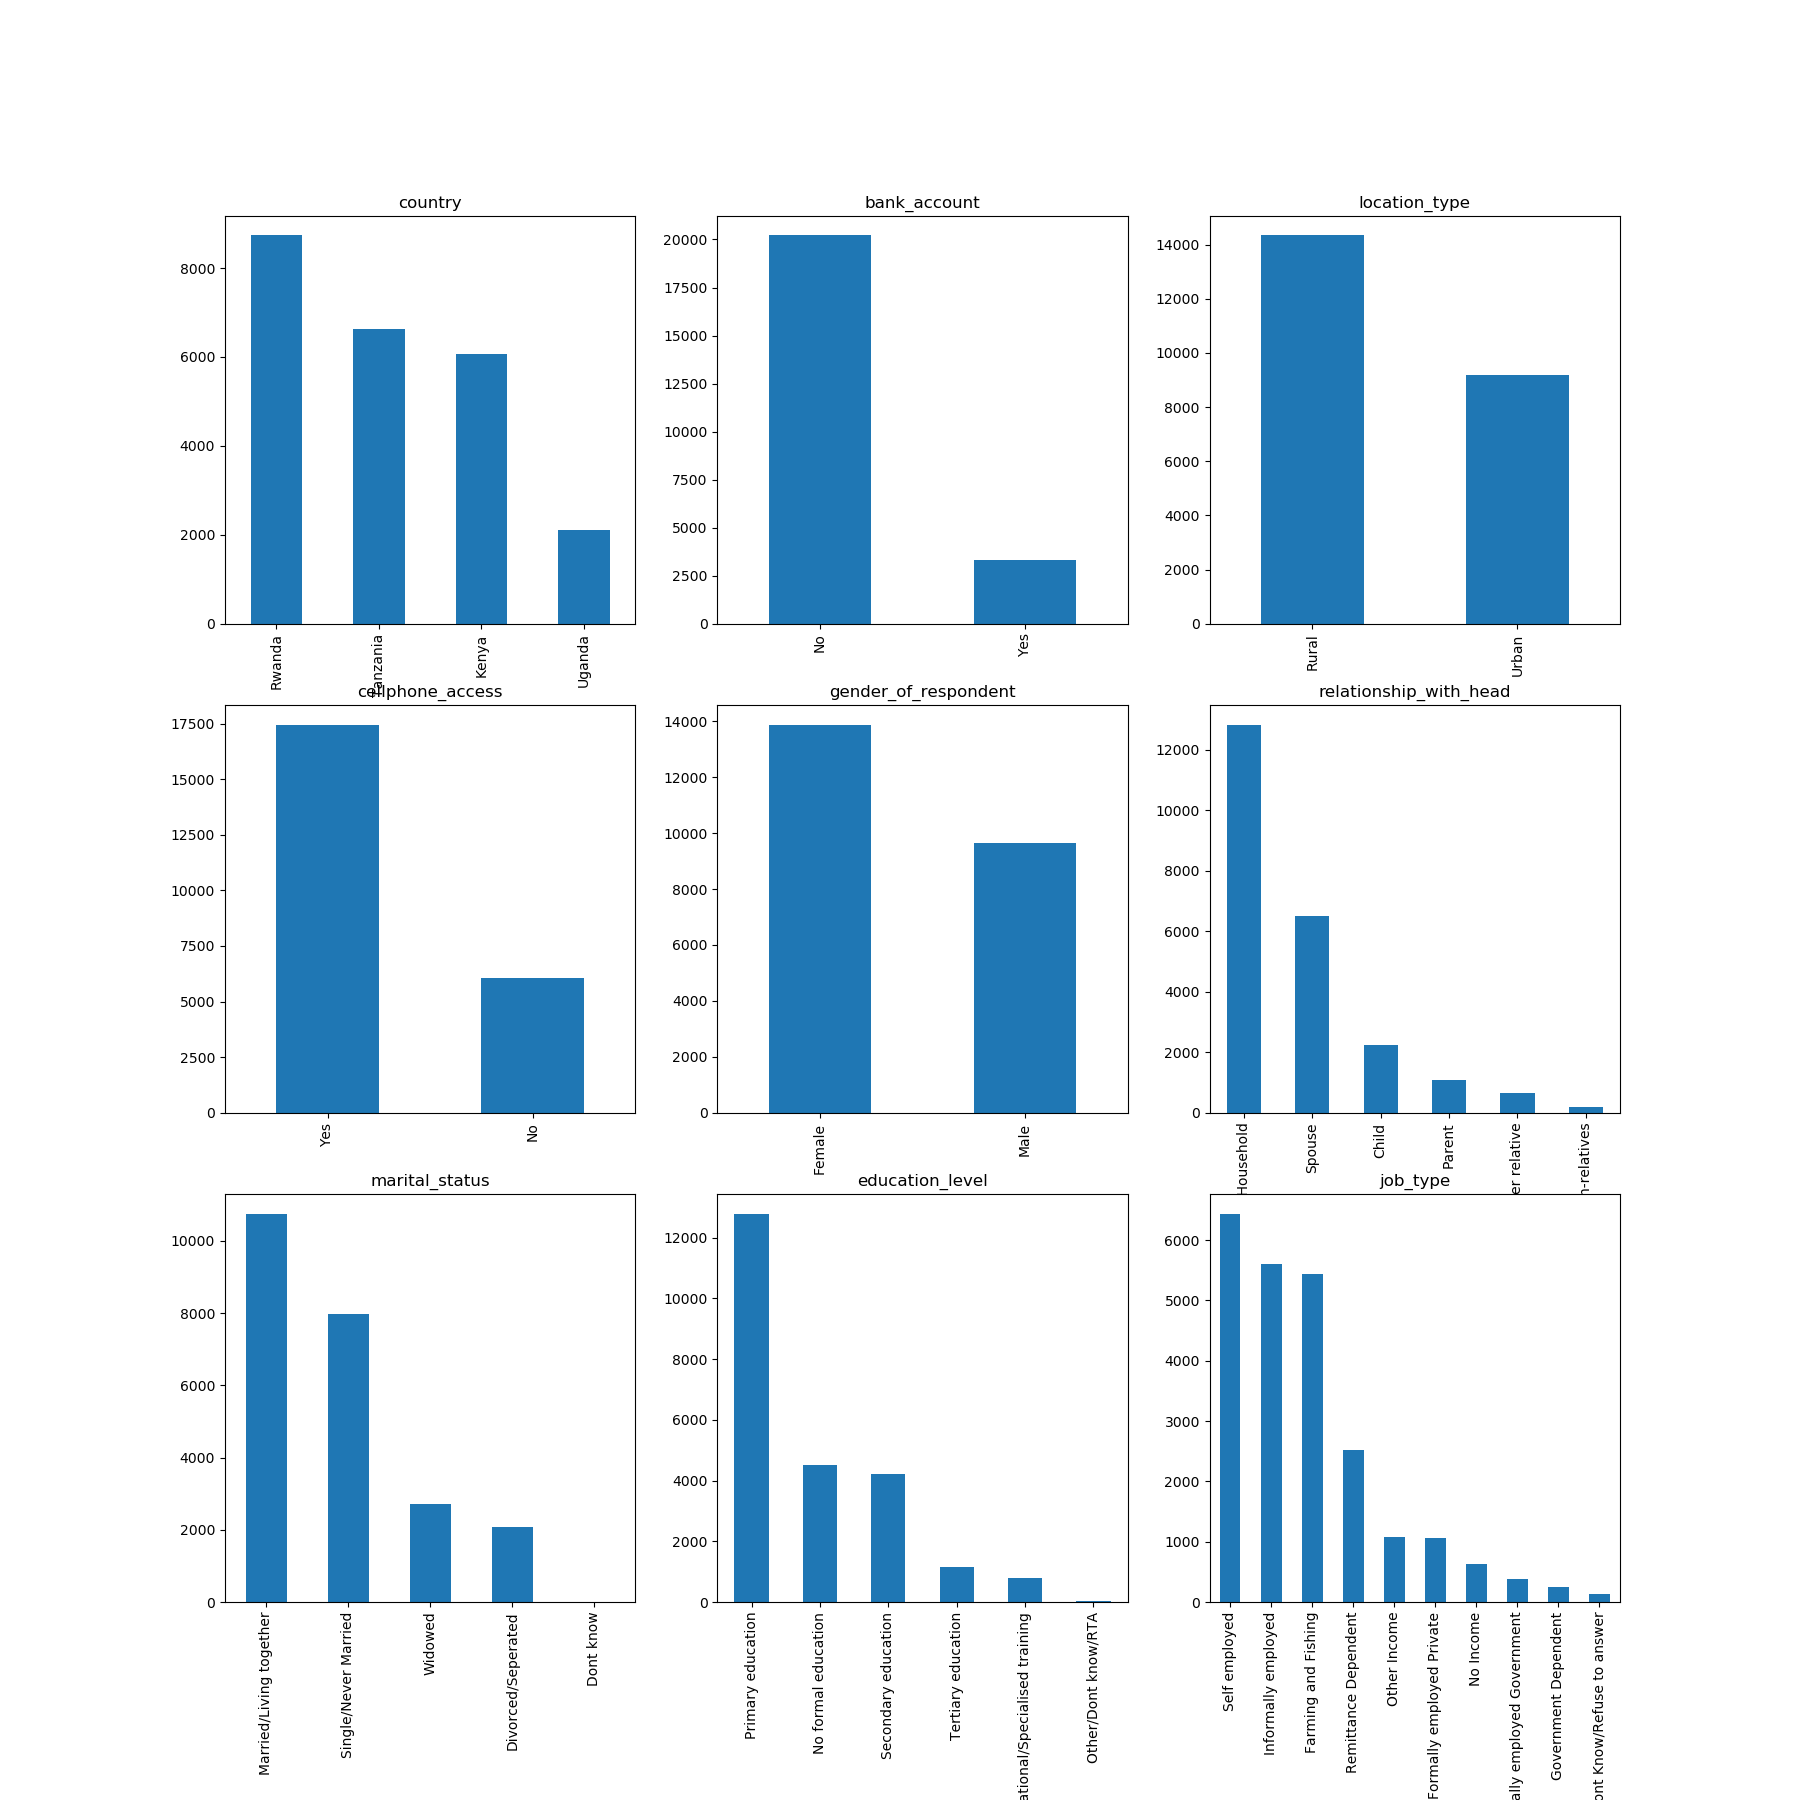 country
8000
6000
4000
2000
0
Rwanda
Tanzania
Kenya
Uganda
bank_account
20000
17500
15000
12500
10000
7500
5000
2500
0
No
Yes
location_type
14000
12000
10000
8000
6000
4000
2000
0
Rural
Urban
cellphone_access
17500
15000
12500
10000
7500
5000
2500
0
Yes
No
gender_of_respondent
14000
12000
10000
8000
6000
4000
2000
0
Female
Male
relationship_with_head
12000
10000
8000
6000
4000
2000
0
Household
Spouse
Child
Parent
er relative
n-relatives
marital_status
10000
8000
6000
4000
2000
0
Married/Living together
Single/Never Married
Widowed
Divorced/Seperated
Dont know
education_level
12000
10000
8000
6000
4000
2000
0
Primary education
No formal education
Secondary education
Tertiary education
ational/Specialised training
Other/Dont know/RTA
job_type
6000
5000
4000
3000
2000
1000
0
Self employed
Informally employed
Farming and Fishing
Remittance Dependent
Other Income
Formally employed Private
No Income
ally employed Government
Government Dependent
ont Know/Refuse to answer